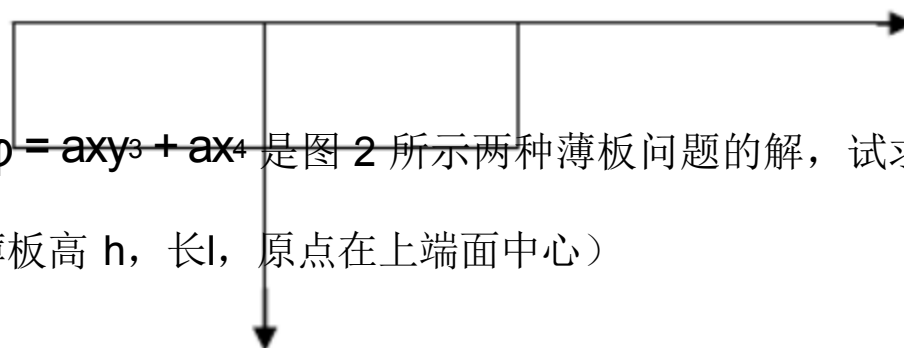 = axy³ + ax⁴ 是图 2 所示两种薄板问题的解，试求
板高 h，长l，原点在上端面中心）